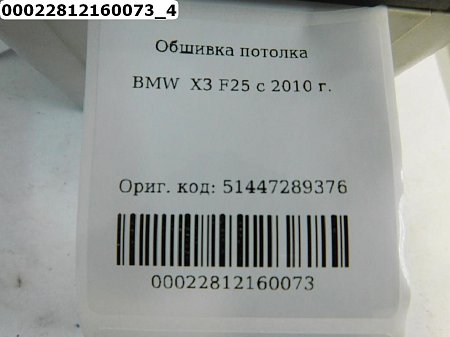 00022812160073_4
Обшивка потолка
BMW X3 F25 с 2010 г.
Ориг. код: 51447289376
00022812160073